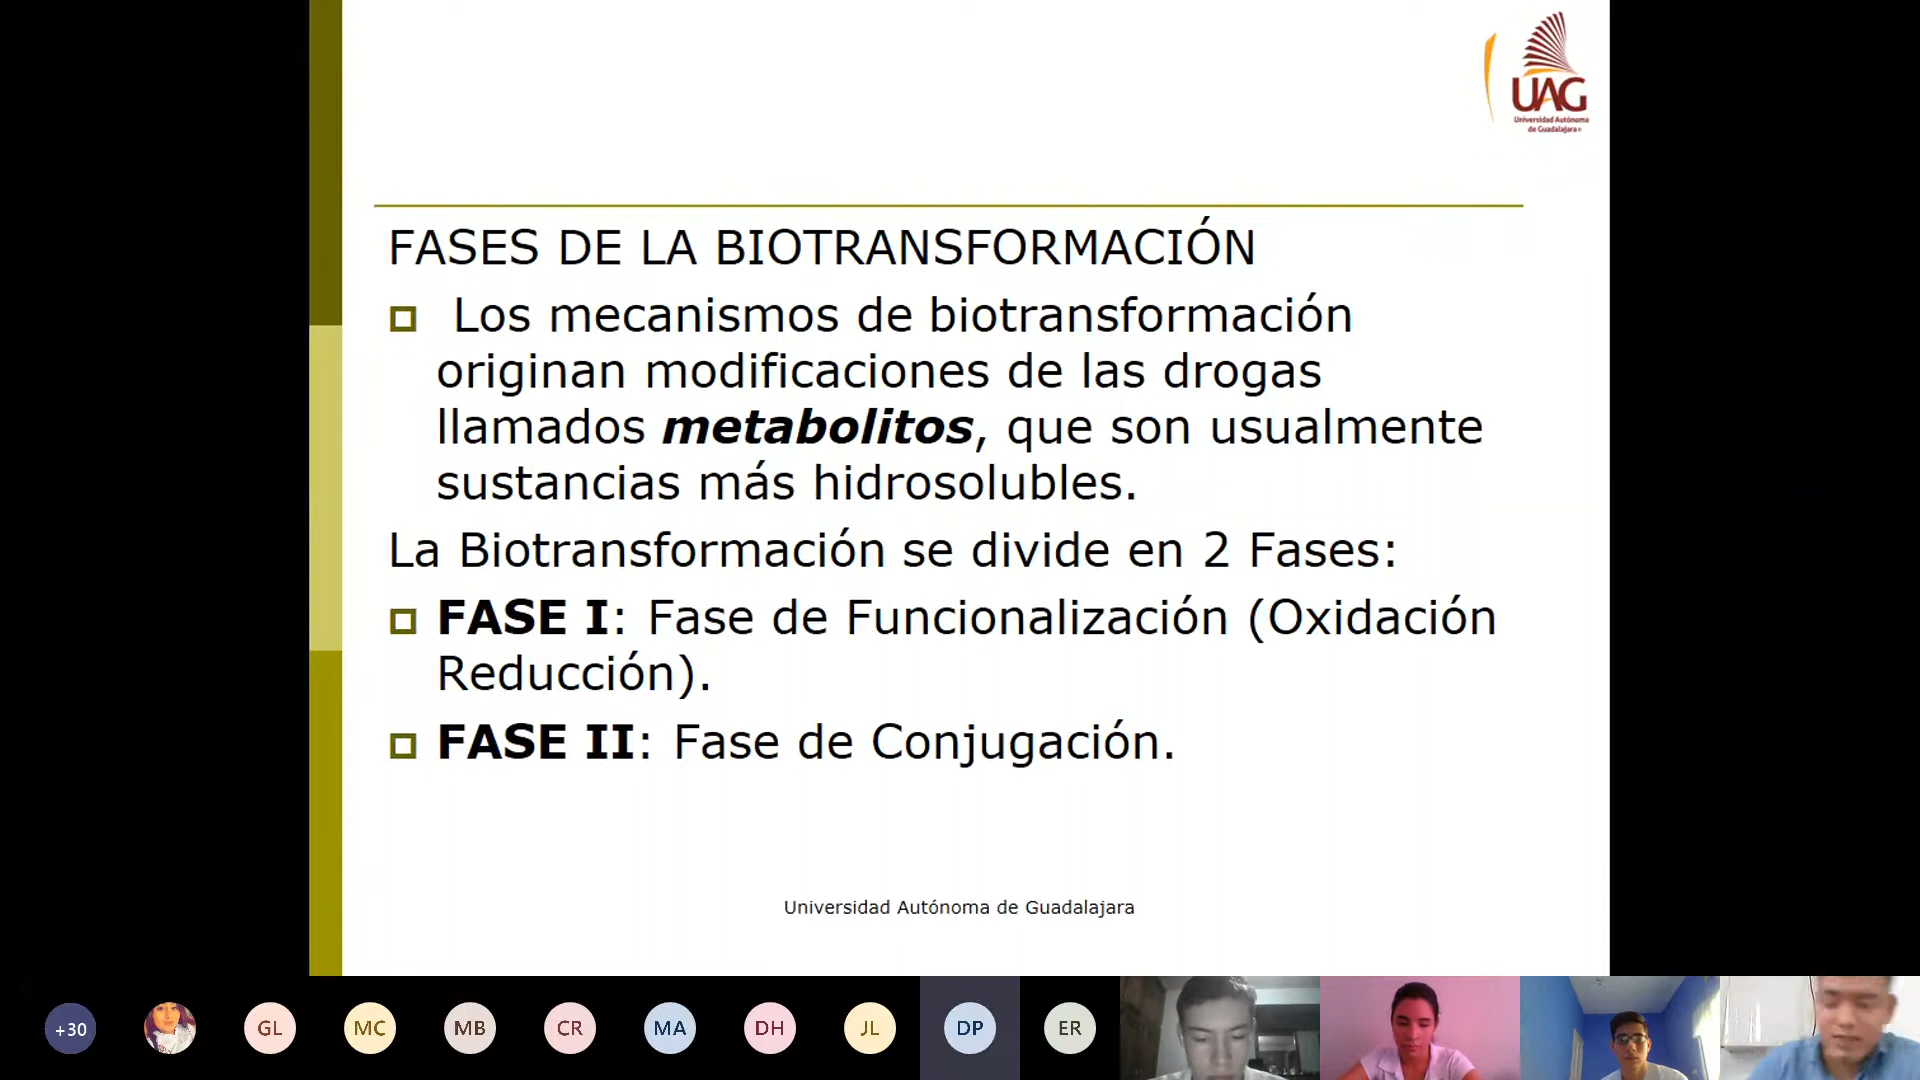 UAG
Universidad Autónoma
de Guadalajara
FASES DE LA BIOTRANSFORMACIÓN
Los mecanismos de biotransformación
originan modificaciones de las drogas
llamados metabolitos, que son usualmente
sustancias más hidrosolubles.
La Biotransformación se divide en 2 Fases:
FASE I: Fase de Funcionalización (Oxidación
Reducción).
FASE II: Fase de Conjugación.
Universidad Autónoma de Guadalajara
+30 GL MC MB CR MA DH JL DP ER